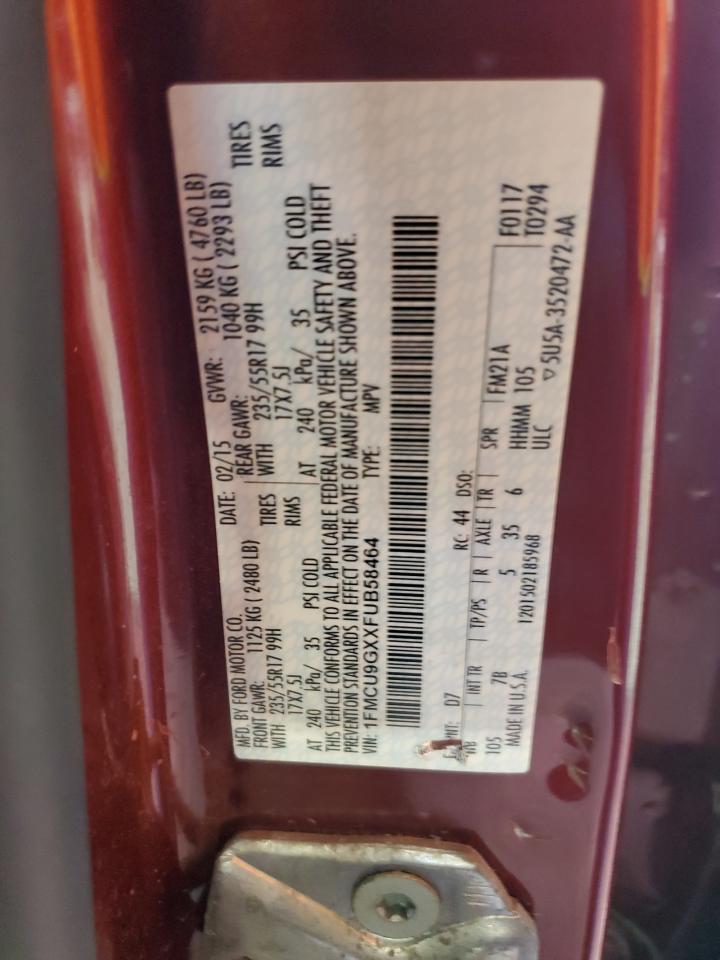 MFD. BY FORD MOTOR CO.
DATE: 02/15 GVWR: 2159 KG ( 4760 LB)
FRONT GAWR: 1125 KG ( 2480 LB) REAR GAWR: 1040 KG ( 2293 LB)
WITH 235/55R17 99H TIRES WITH 235/55R17 99H TIRES
17X7.5J RIMS 17X7.5J RIMS
AT 240 kPa/ 35 PSI COLD AT 240 kPa/ 35 PSI COLD
THIS VEHICLE CONFORMS TO ALL APPLICABLE FEDERAL MOTOR VEHICLE SAFETY AND THEFT
PREVENTION STANDARDS IN EFFECT ON THE DATE OF MANUFACTURE SHOWN ABOVE.
VIN: 1FMCU9GXXFUB58464 TYPE: MPV
F0117
T0294
D7 RC: 44 DSO:
INT TR TP/PS R AXLE TR SPR FM21A
105 7B 5 35 6 HHMM 105
MADE IN U.S.A. 1201502185968 ULC ▽5U5A-3520472-AA